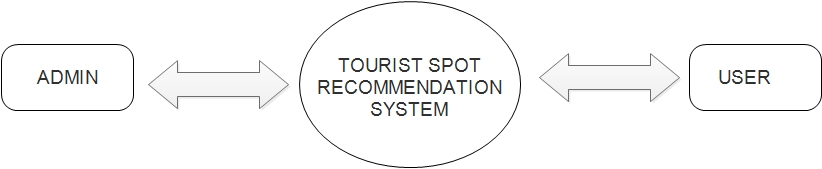 ADMIN
TOURIST SPOT
RECOMMENDATION
SYSTEM
USER